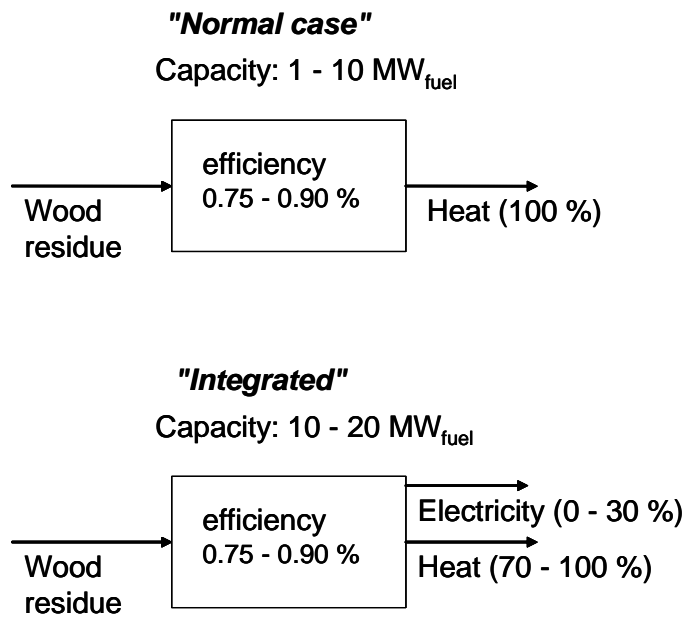 "Normal case"
Capacity: 1 - 10 MWfuel
efficiency
0.75 - 0.90 %
Wood
residue
Heat (100 %)
"Integrated"
Capacity: 10 - 20 MWfuel
efficiency
0.75 - 0.90 %
Electricity (0 - 30 %)
Wood
residue
Heat (70 - 100 %)